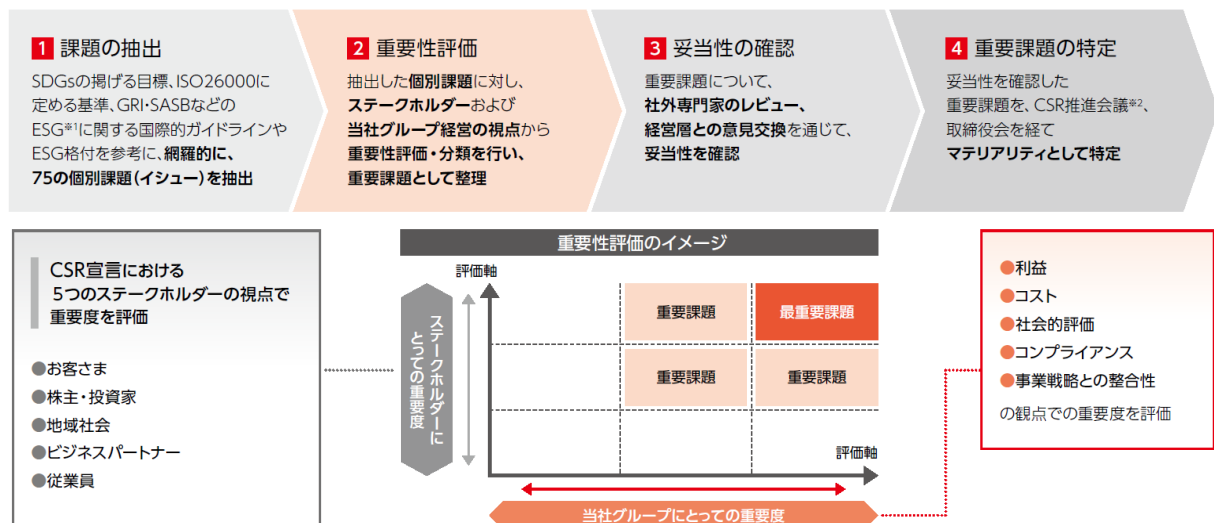 1 課題の抽出
SDGsの掲げる目標、ISO26000に
定める基準、GRI・SASBなどの
ESG※1に関する国際的ガイドラインや
ESG格付を参考に、網羅的に、
75の個別課題(イシュー)を抽出
2 重要性評価
抽出した個別課題に対し、
ステークホルダーおよび
当社グループ経営の視点から
重要性評価・分類を行い、
重要課題として整理
3 妥当性の確認
重要課題について、
社外専門家のレビュー、
経営層との意見交換を通じて、
妥当性を確認
4 重要課題の特定
妥当性を確認した
重要課題を、CSR推進会議※2、
取締役会を経て
マテリアリティとして特定
CSR宣言における
5つのステークホルダーの視点で
重要度を評価
●お客さま
●株主・投資家
●地域社会
●ビジネスパートナー
●従業員
重要性評価のイメージ
評価軸
ステークホルダーに
とっての重要度
重要課題
最重要課題
重要課題
重要課題
評価軸
当社グループにとっての重要度
●利益
●コスト
●社会的評価
●コンプライアンス
●事業戦略との整合性
の観点での重要度を評価